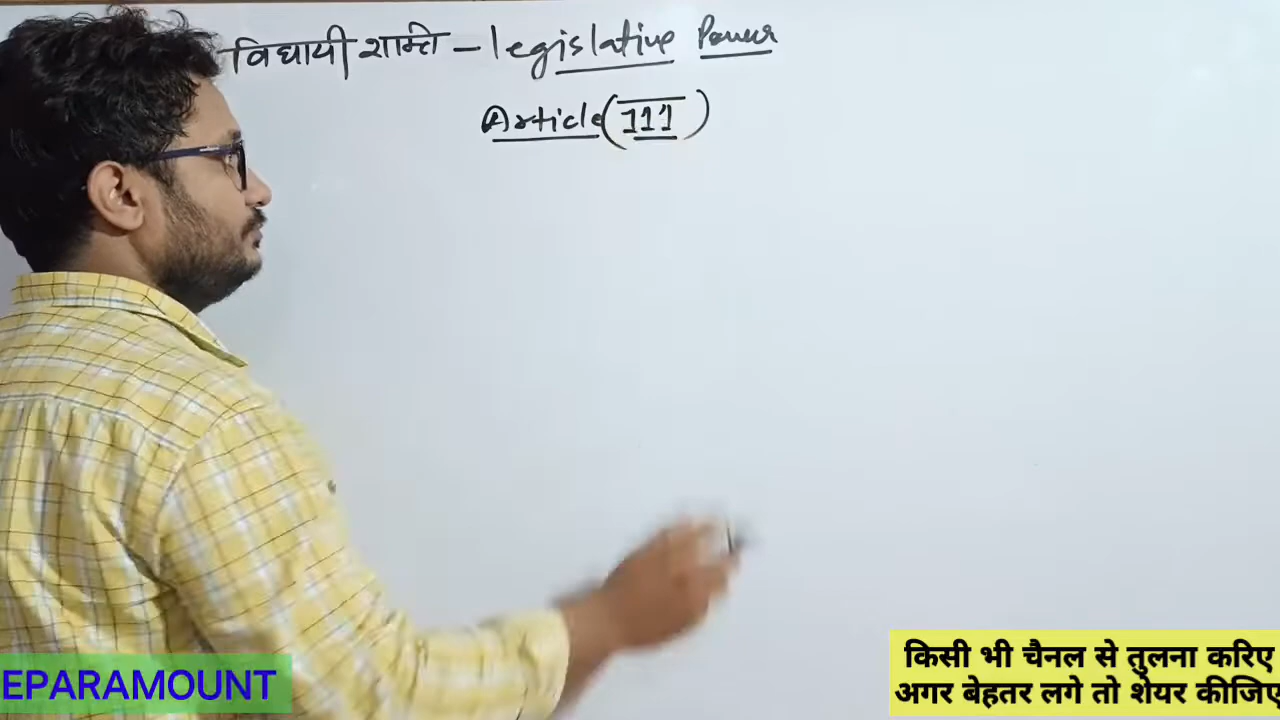 विधायी शक्ति – legislative Power
Article (111)
EPARAMOUNT
किसी भी चैनल से तुलना करिए
अगर बेहतर लगे तो शेयर कीजिए